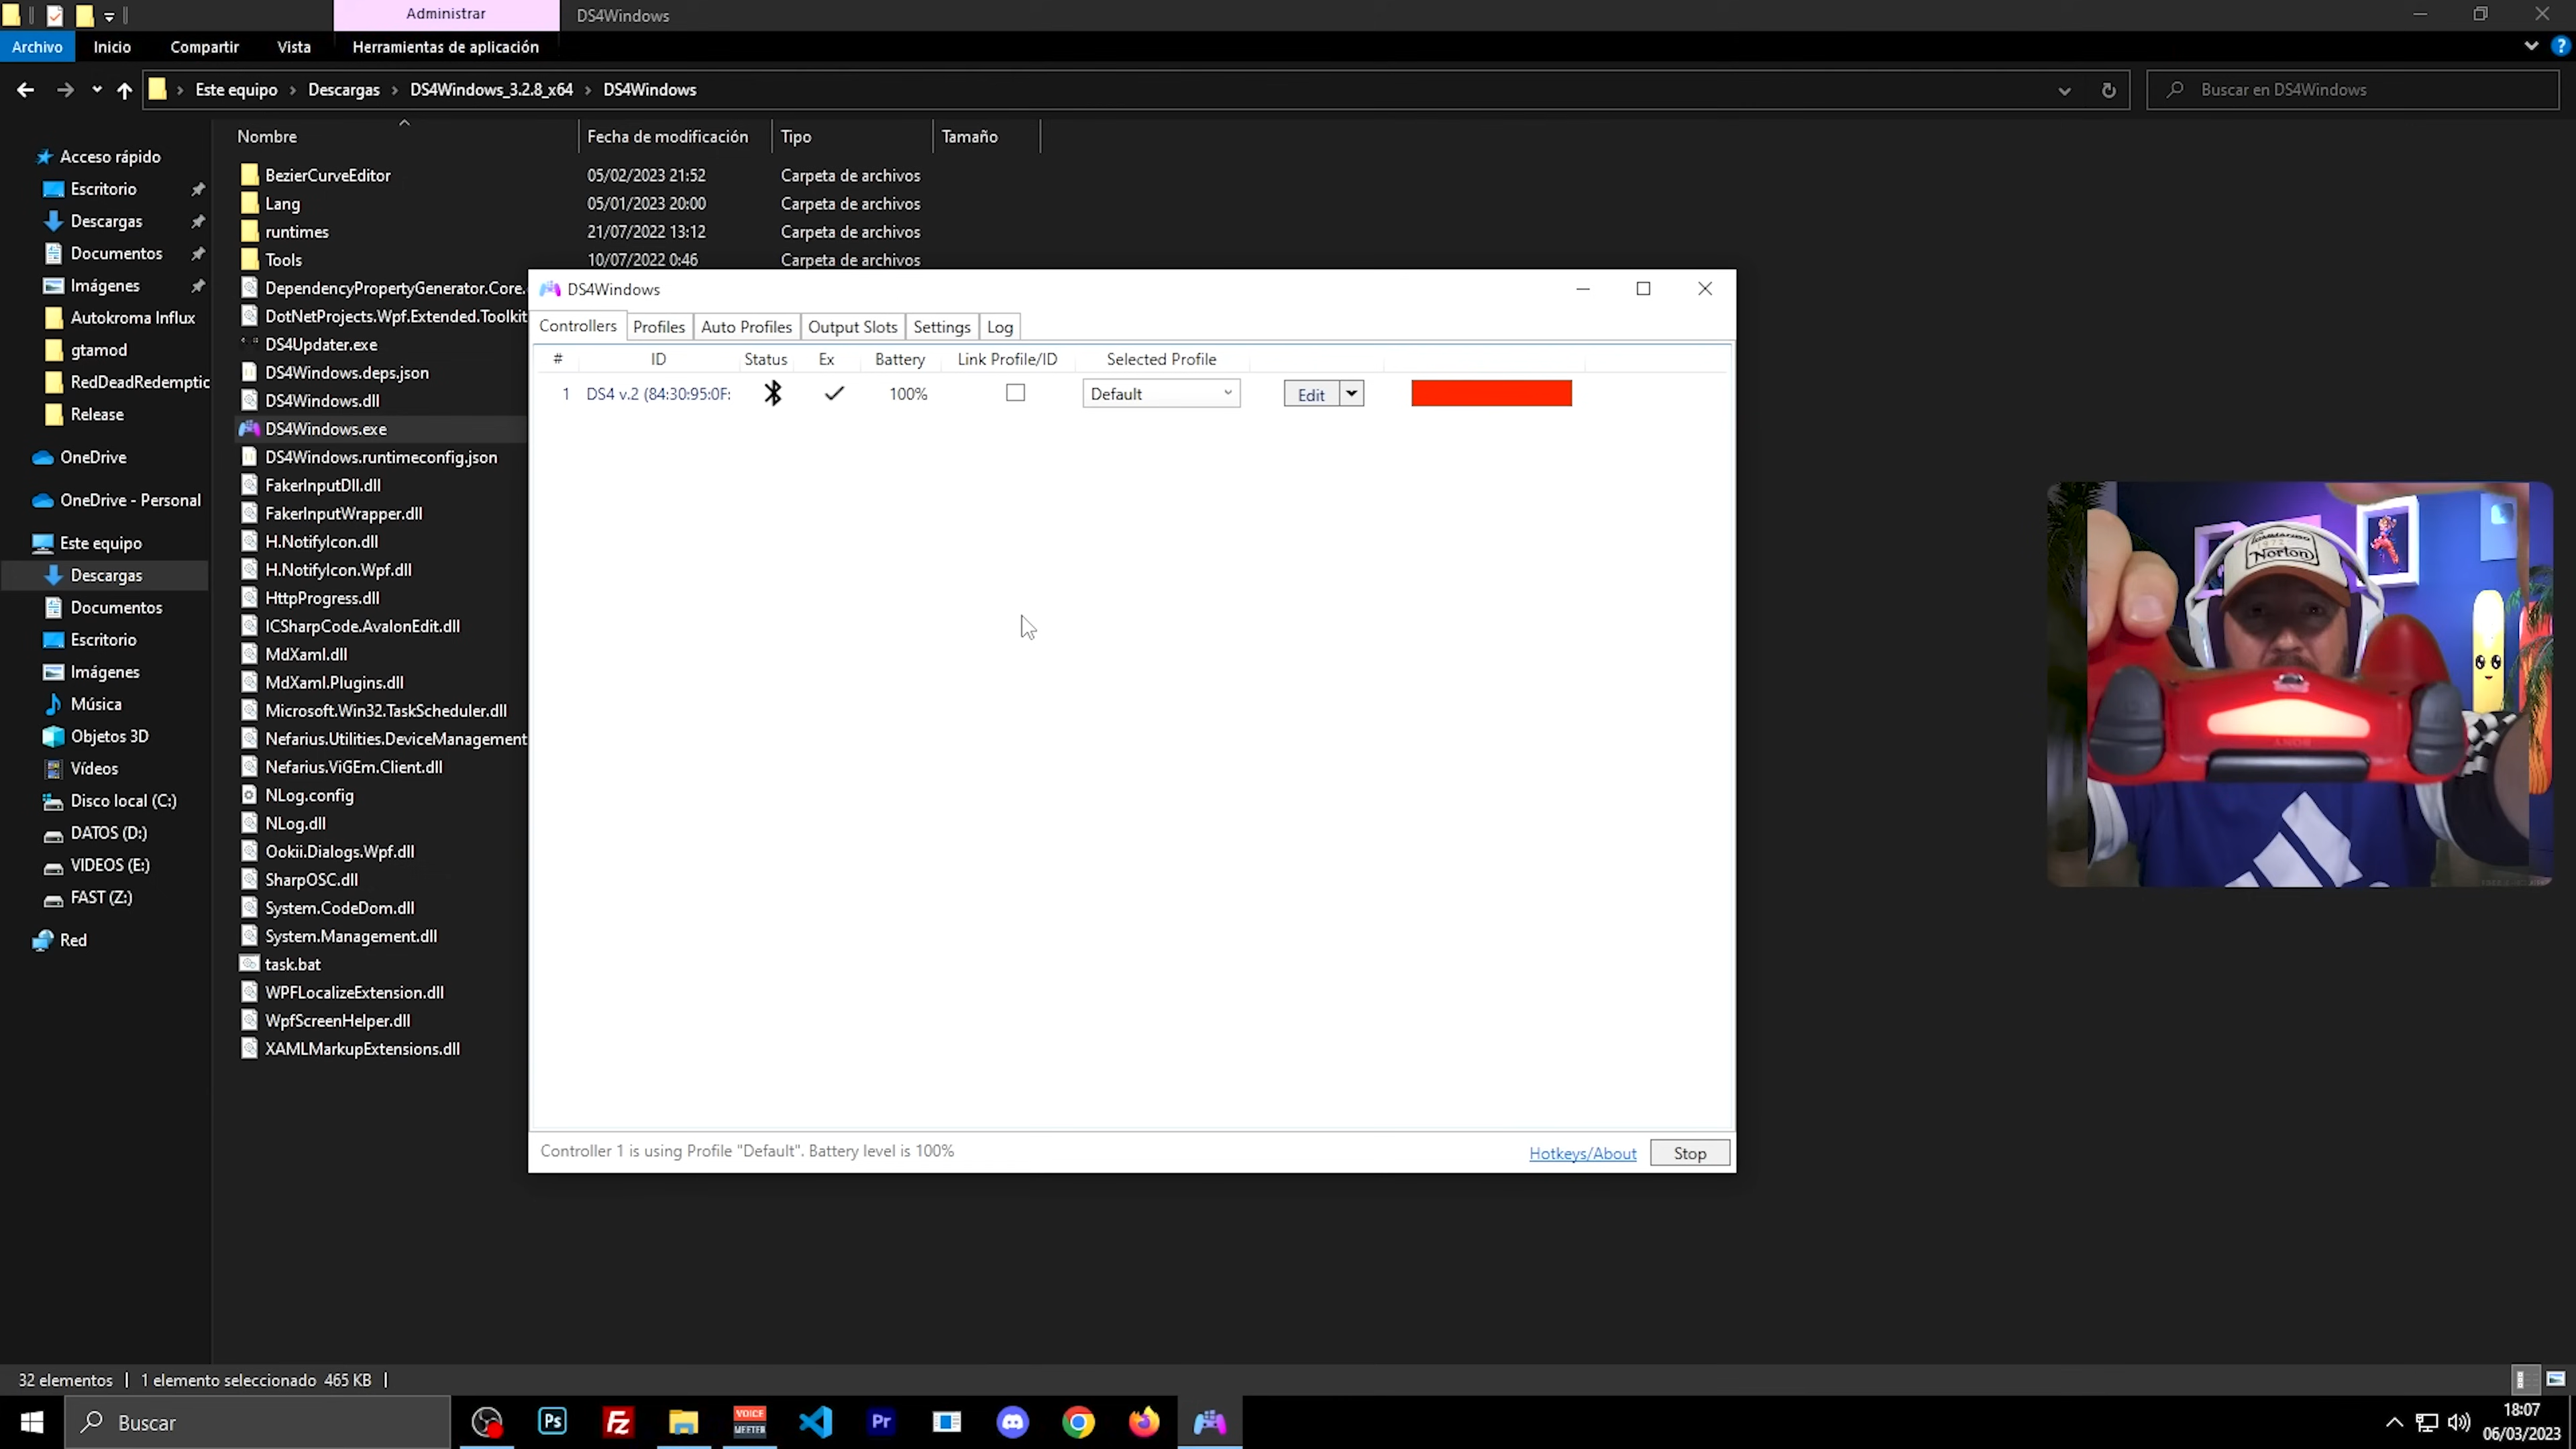 Administrar
DS4Windows
Archivo
Inicio
Compartir
Vista
Herramientas de aplicación
Este equipo
Descargas
DS4Windows_3.2.8_x64
DS4Windows
Buscar en DS4Windows
Nombre
Fecha de modificación
Tipo
Tamaño
Acceso rápido
Escritorio
Descargas
Documentos
Imágenes
Autokroma Influx
gtamod
RedDeadRedemptic
Release
OneDrive
OneDrive - Personal
Este equipo
Descargas
Documentos
Escritorio
Imágenes
Música
Objetos 3D
Vídeos
Disco local (C:)
DATOS (D:)
VIDEOS (E:)
FAST (Z:)
Red
BezierCurveEditor 05/02/2023 21:52 Carpeta de archivos
Lang 05/01/2023 20:00 Carpeta de archivos
runtimes 21/07/2022 13:12 Carpeta de archivos
Tools 10/07/2022 0:46 Carpeta de archivos
DependencyPropertyGenerator.Core.
DotNetProjects.Wpf.Extended.Toolkit
DS4Updater.exe
DS4Windows.deps.json
DS4Windows.dll
DS4Windows.exe
DS4Windows.runtimeconfig.json
FakerInputDll.dll
FakerInputWrapper.dll
H.NotifyIcon.dll
H.NotifyIcon.Wpf.dll
HttpProgress.dll
ICSharpCode.AvalonEdit.dll
MdXaml.dll
MdXaml.Plugins.dll
Microsoft.Win32.TaskScheduler.dll
Nefarius.Utilities.DeviceManagement
Nefarius.ViGEm.Client.dll
NLog.config
NLog.dll
Ookii.Dialogs.Wpf.dll
SharpOSC.dll
System.CodeDom.dll
System.Management.dll
task.bat
WPFLocalizeExtension.dll
WpfScreenHelper.dll
XAMLMarkupExtensions.dll
DS4Windows
Controllers Profiles Auto Profiles Output Slots Settings Log
# ID Status Ex Battery Link Profile/ID Selected Profile
1 DS4 v.2 (84:30:95:0F: 100% Default Edit
Controller 1 is using Profile "Default". Battery level is 100%
Hotkeys/About
Stop
1972
Norton
SONY
32 elementos
1 elemento seleccionado 465 KB
Buscar
Ps
Fz
VOICE
MEETER
Pr
18:07
06/03/2023